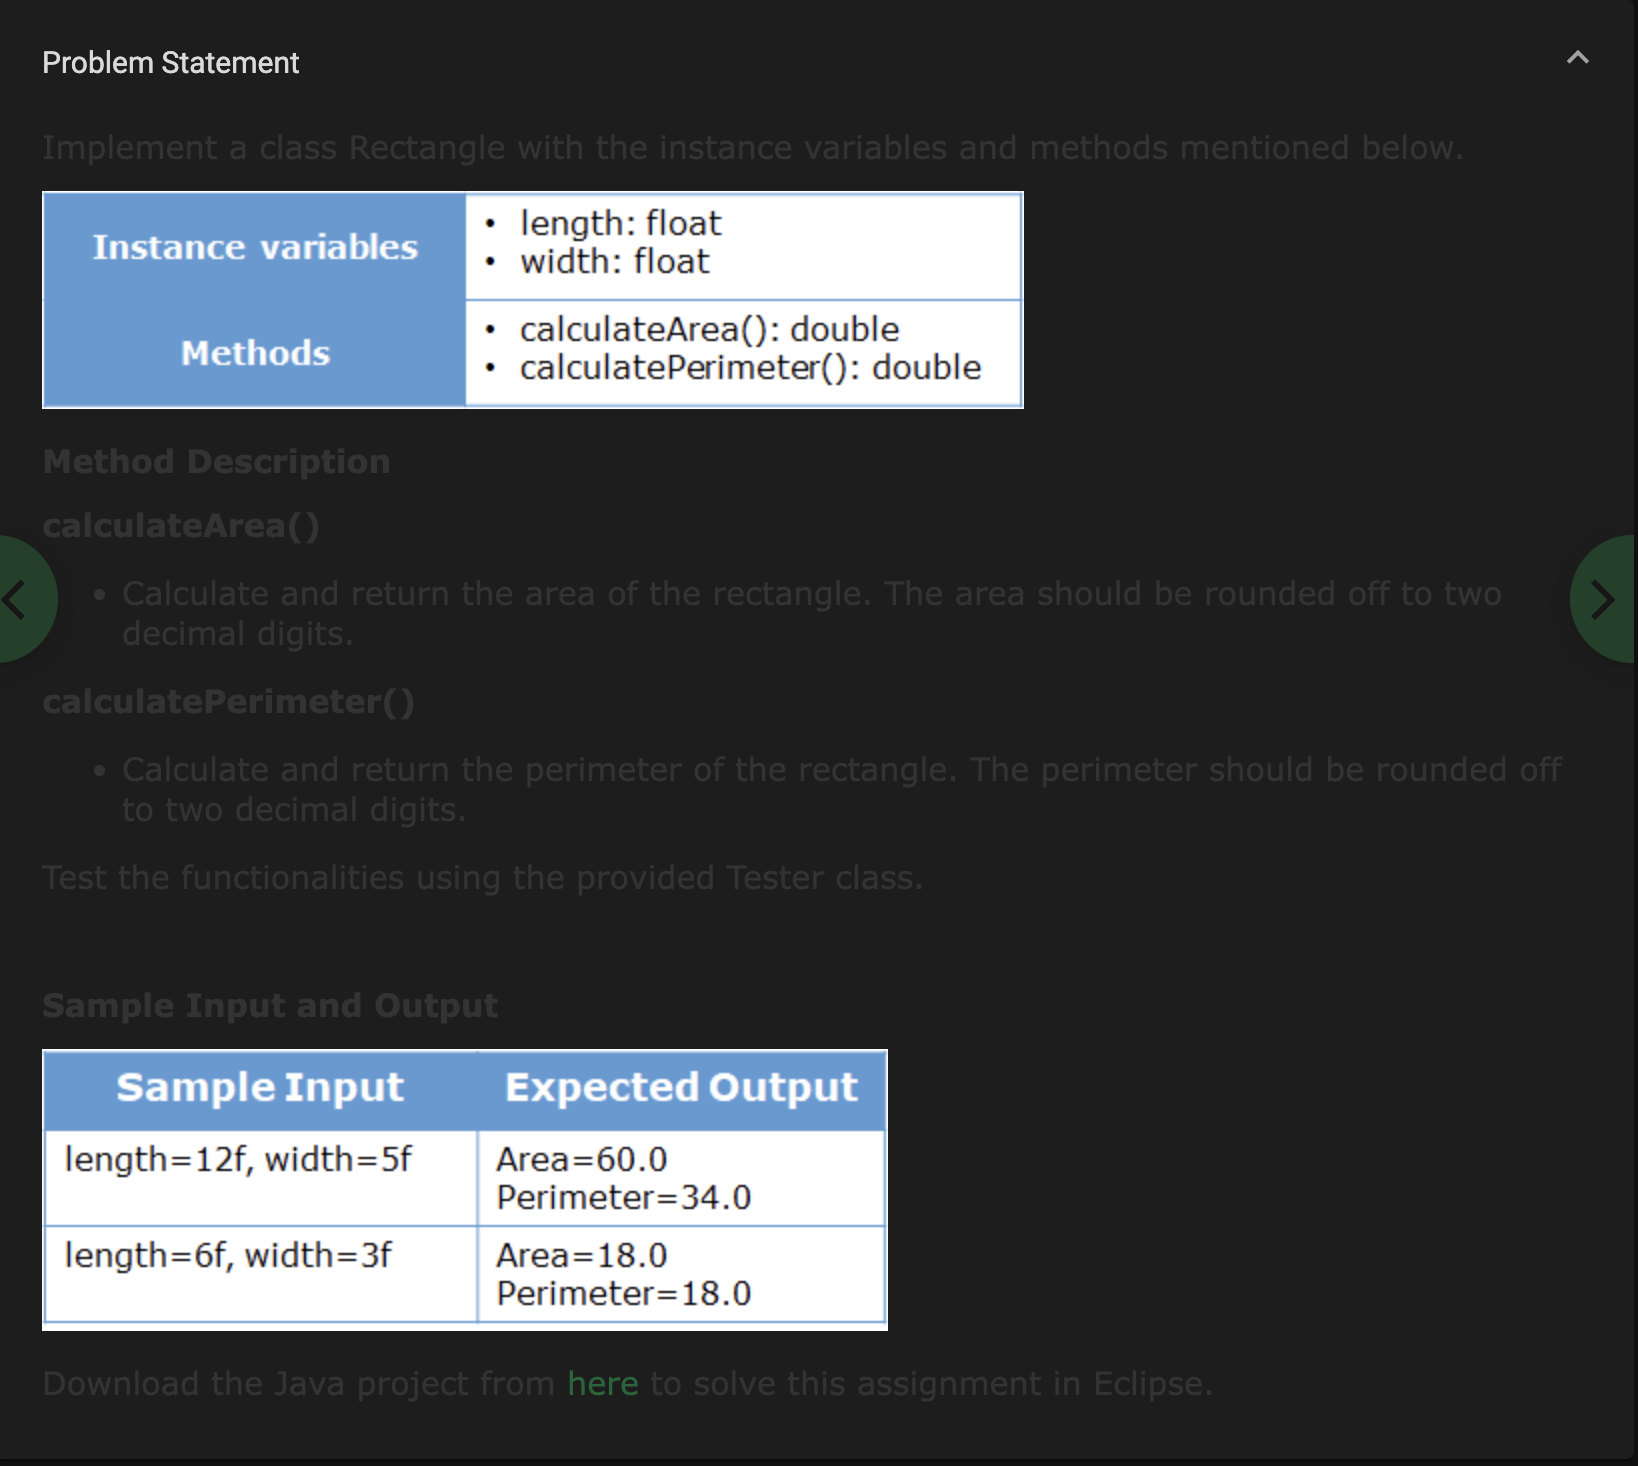 Problem Statement
Implement a class Rectangle with the instance variables and methods mentioned below.
Instance variables
• length: float
• width: float
Methods
• calculateArea(): double
• calculatePerimeter(): double
Method Description
calculateArea()
• Calculate and return the area of the rectangle. The area should be rounded off to two
decimal digits.
calculatePerimeter()
• Calculate and return the perimeter of the rectangle. The perimeter should be rounded off
to two decimal digits.
Test the functionalities using the provided Tester class.
Sample Input and Output
Sample Input Expected Output
length=12f, width=5f Area=60.0
Perimeter=34.0
length=6f, width=3f Area=18.0
Perimeter=18.0
Download the Java project from here to solve this assignment in Eclipse.